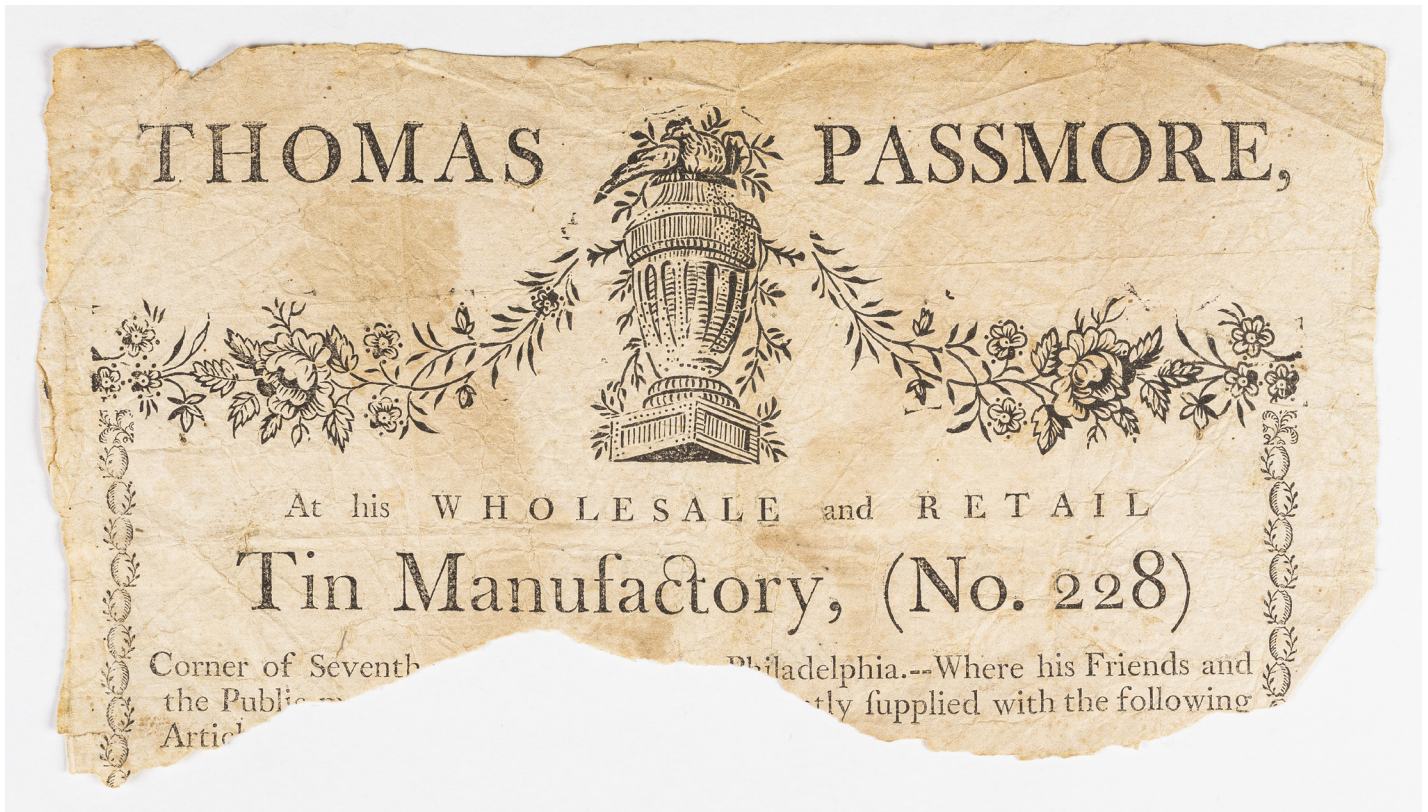 THOMAS PASSMORE,
At his WHOLESALE and RETAIL
Tin Manufactory, (No. 228)
Corner of Seventh Philadelphia.--Where his Friends and
the Public ſupplied with the following